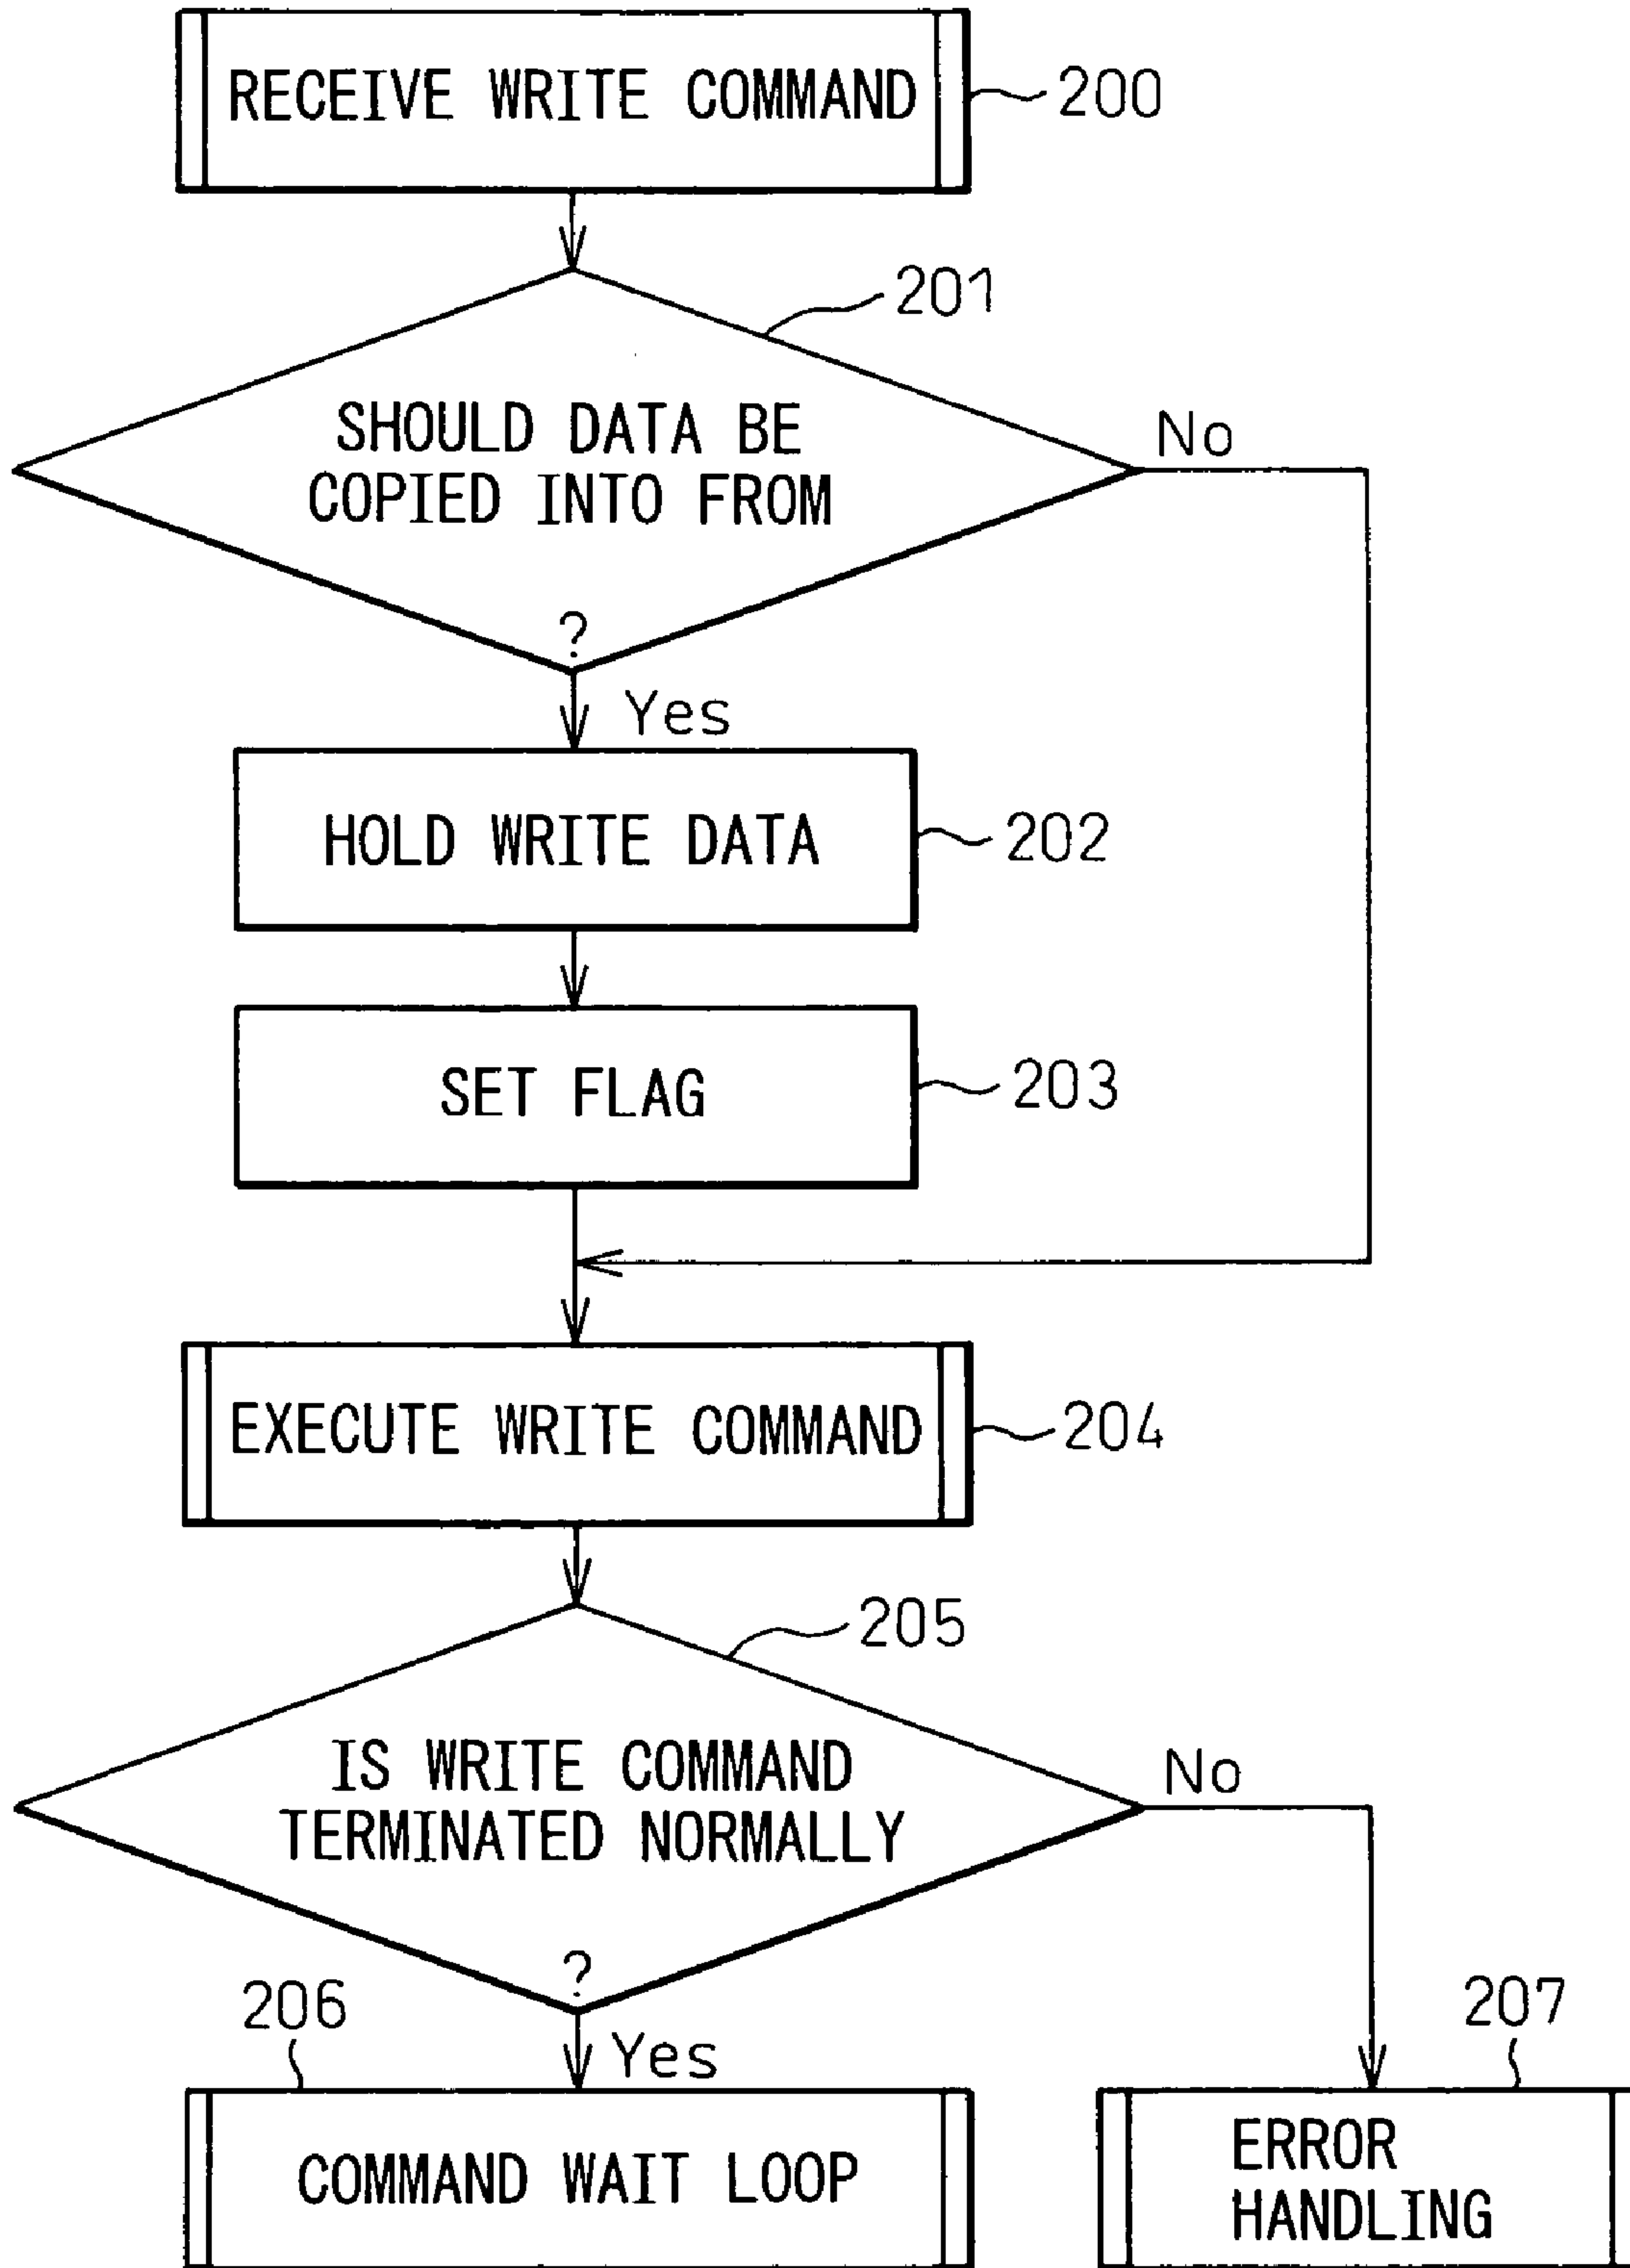 RECEIVE WRITE COMMAND
200
201
SHOULD DATA BE
COPIED INTO FROM
?
No
Yes
HOLD WRITE DATA
202
SET FLAG
203
EXECUTE WRITE COMMAND
204
205
IS WRITE COMMAND
TERMINATED NORMALLY
?
No
Yes
206
COMMAND WAIT LOOP
207
ERROR
HANDLING